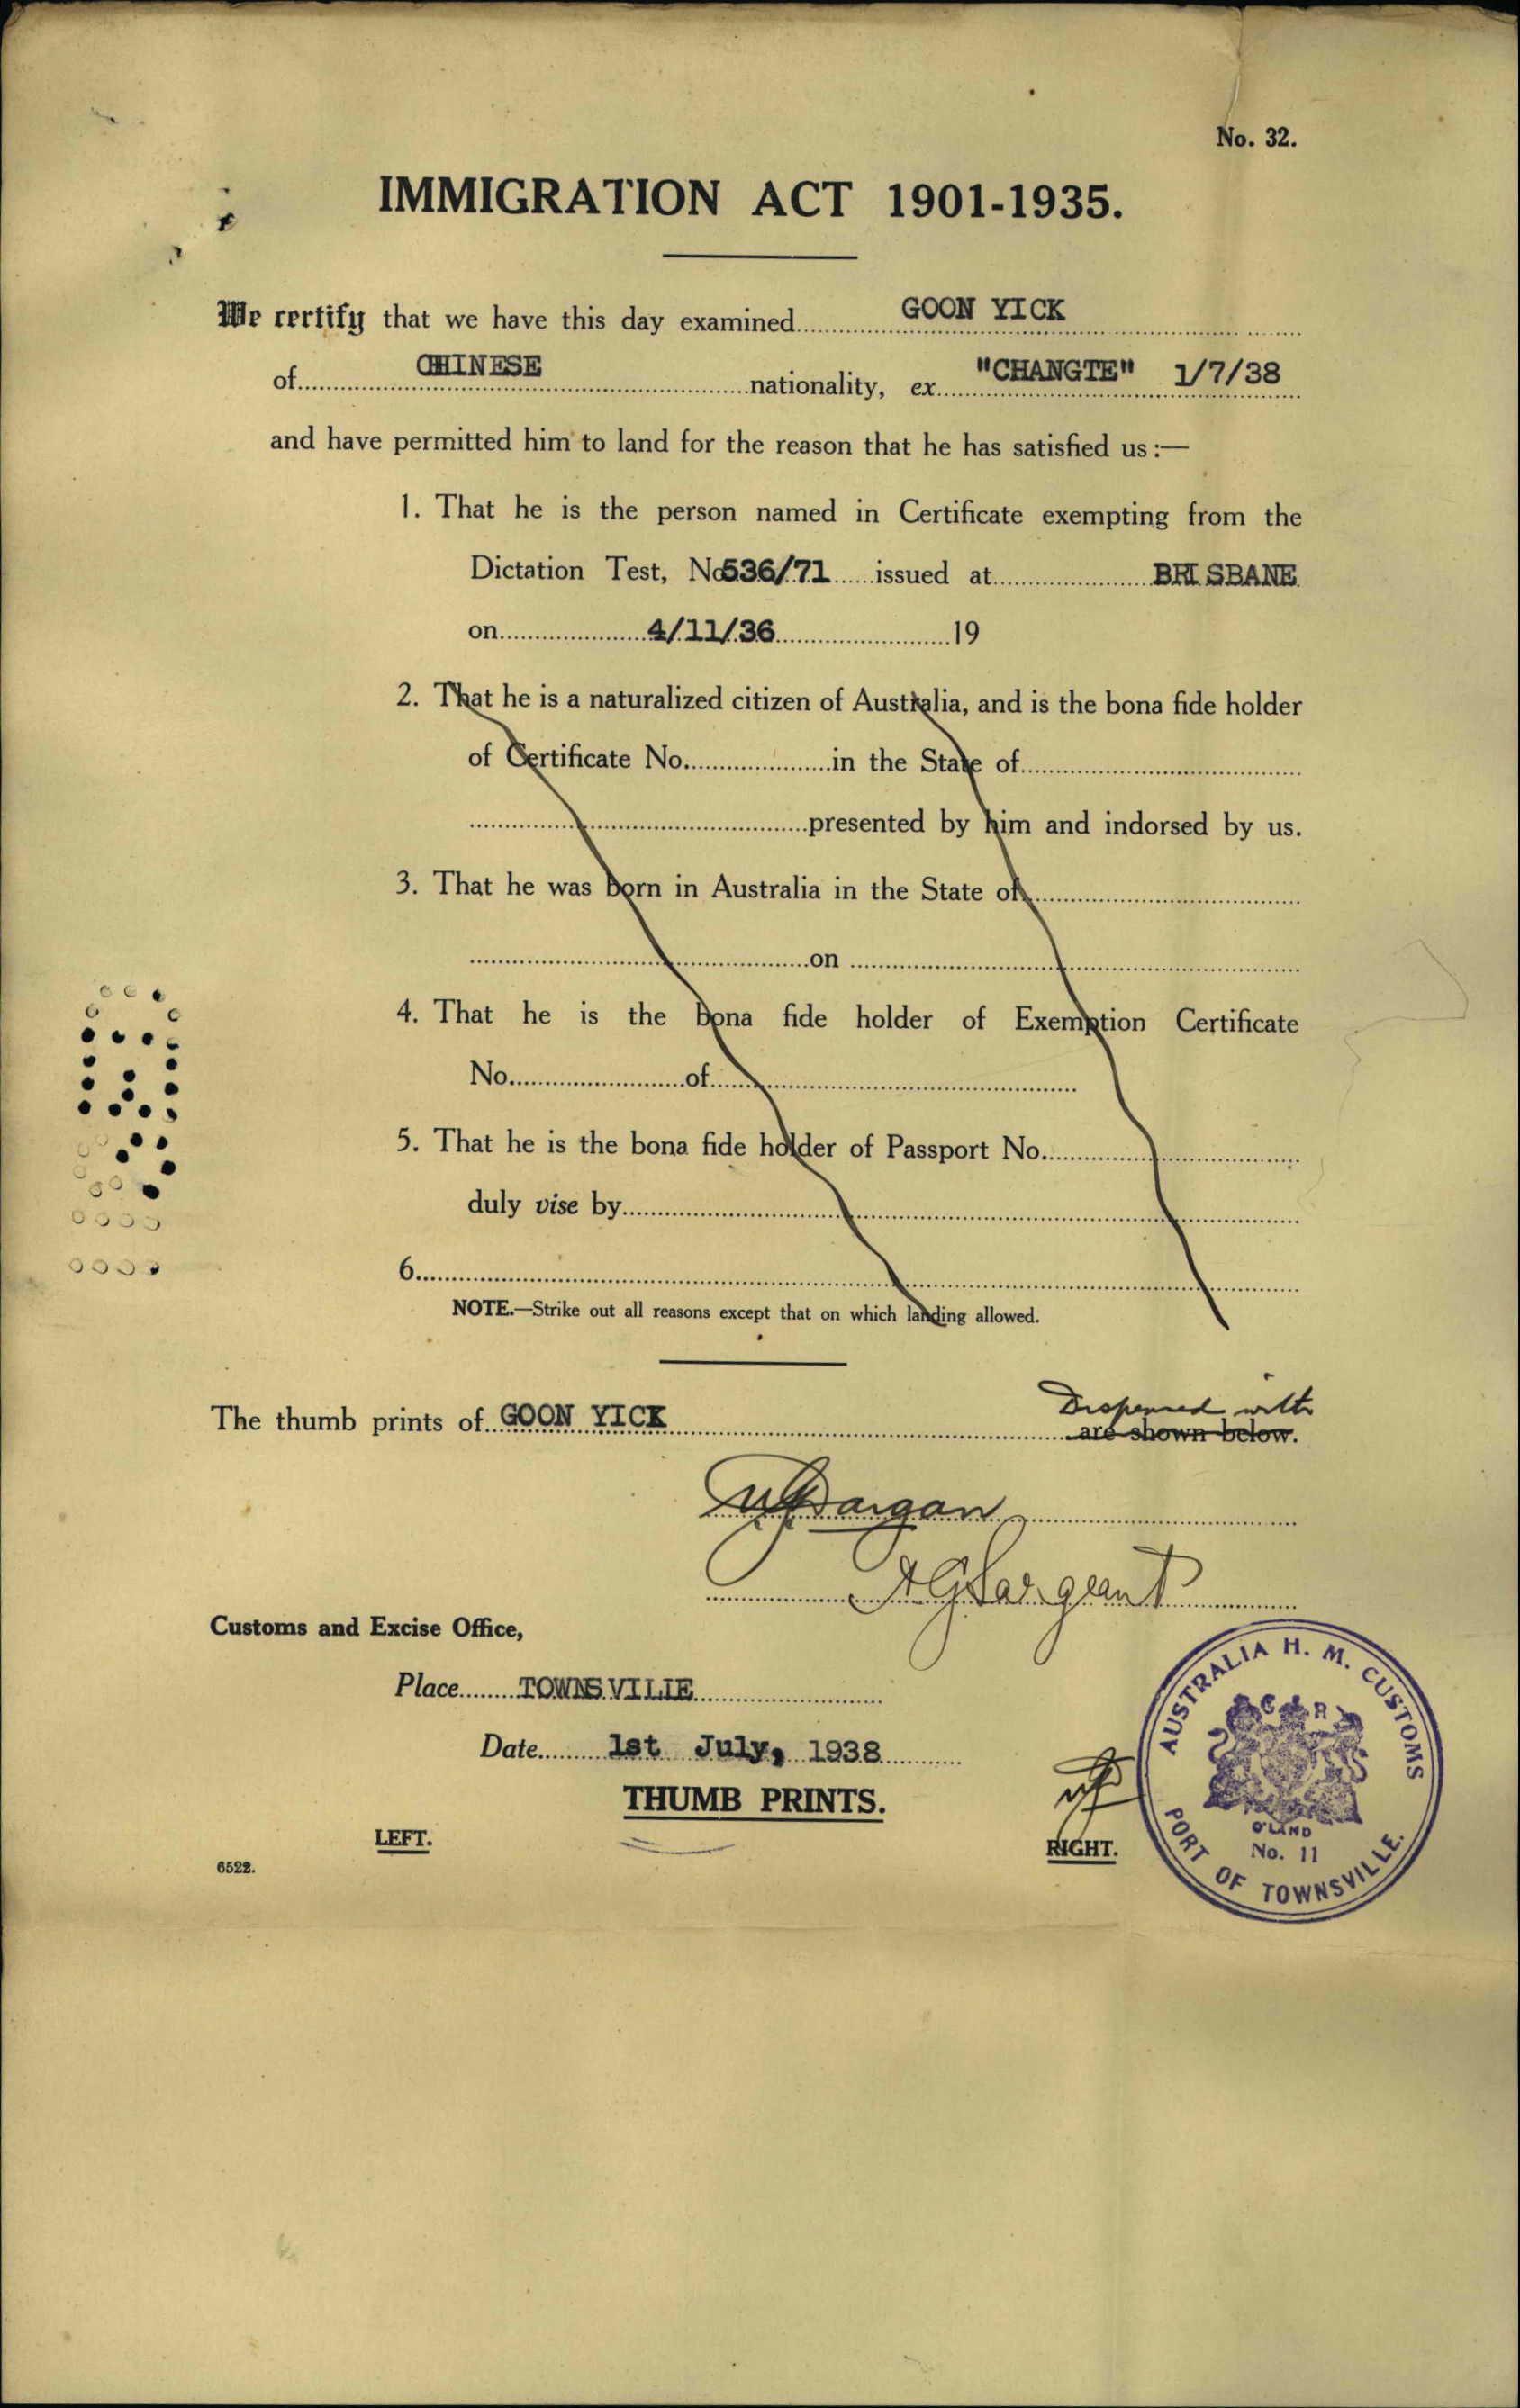 No. 32.
IMMIGRATION ACT 1901-1935.
We certify that we have this day examined GOON YICK
of CHINESE nationality, ex "CHANGTE" 1/7/38
and have permitted him to land for the reason that he has satisfied us :—
1. That he is the person named in Certificate exempting from the
Dictation Test, No 536/71 issued at BRISBANE
on 4/11/36 19
2. That he is a naturalized citizen of Australia, and is the bona fide holder
of Certificate No. in the State of
presented by him and indorsed by us.
3. That he was born in Australia in the State of
on
4. That he is the bona fide holder of Exemption Certificate
No. of
5. That he is the bona fide holder of Passport No.
duly vise by
6.
NOTE.—Strike out all reasons except that on which landing allowed.
Dispensed with
The thumb prints of GOON YICK are shown below.
Dargan
A G Sargeant
Customs and Excise Office,
Place TOWNSVILLE
Date 1st July, 1938
THUMB PRINTS.
LEFT. RIGHT.
6522.
AUSTRALIA H. M. CUSTOMS
G R
Q'LAND
No. 11
PORT OF TOWNSVILLE.